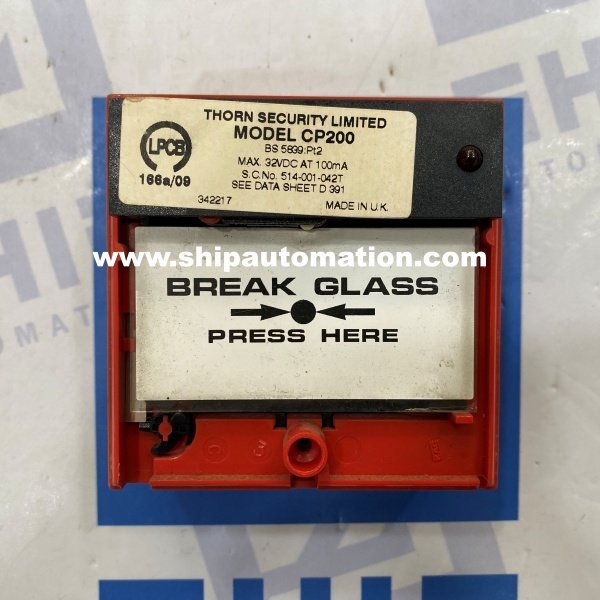 THORN SECURITY LIMITED
MODEL CP200
BS 5839:Pt2
LPCB
MAX. 32VDC AT 100mA
166a/09
S.C.No. 514-001-042T
SEE DATA SHEET D 391
342217
MADE IN U.K.
www.shipautomation.com
BREAK GLASS
PRESS HERE